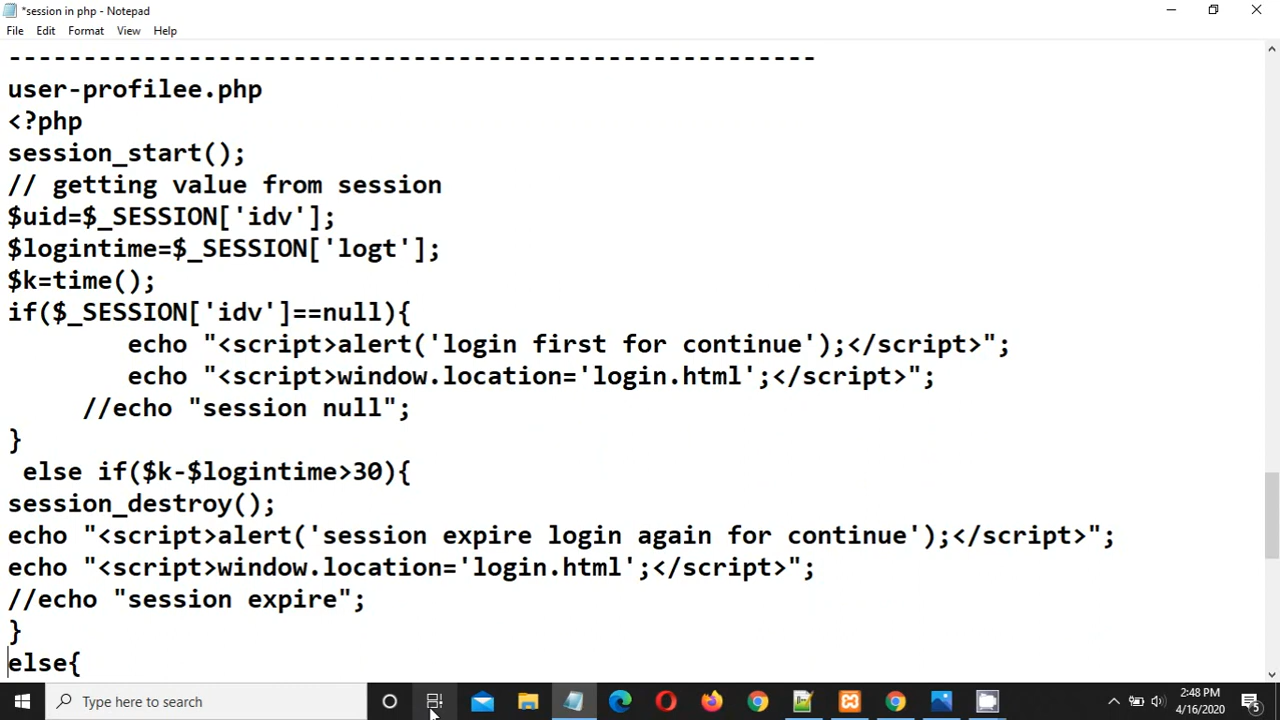 *session in php - Notepad
File Edit Format View Help
------------------------------------------------------
user-profilee.php
<?php
session_start();
// getting value from session
$uid=$_SESSION['idv'];
$logintime=$_SESSION['logt'];
$k=time();
if($_SESSION['idv']==null){
        echo "<script>alert('login first for continue');</script>";
        echo "<script>window.location='login.html';</script>";
     //echo "session null";
}
 else if($k-$logintime>30){
session_destroy();
echo "<script>alert('session expire login again for continue');</script>";
echo "<script>window.location='login.html';</script>";
//echo "session expire";
}
else{
Type here to search
2:48 PM
4/16/2020
5